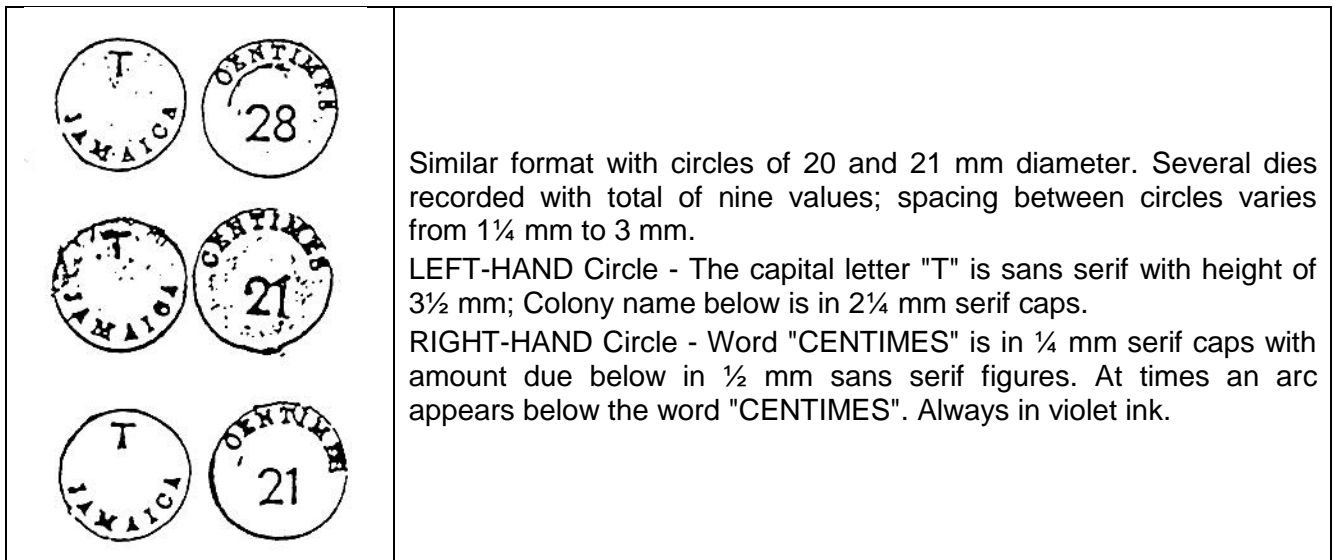 T
JAMAICA
CENTIMES
28
T
JAMAICA
CENTIMES
21
T
JAMAICA
CENTIMES
21
Similar format with circles of 20 and 21 mm diameter. Several dies
recorded with total of nine values; spacing between circles varies
from 1¼ mm to 3 mm.
LEFT-HAND Circle - The capital letter "T" is sans serif with height of
3½ mm; Colony name below is in 2¼ mm serif caps.
RIGHT-HAND Circle - Word "CENTIMES" is in ¼ mm serif caps with
amount due below in ½ mm sans serif figures. At times an arc
appears below the word "CENTIMES". Always in violet ink.